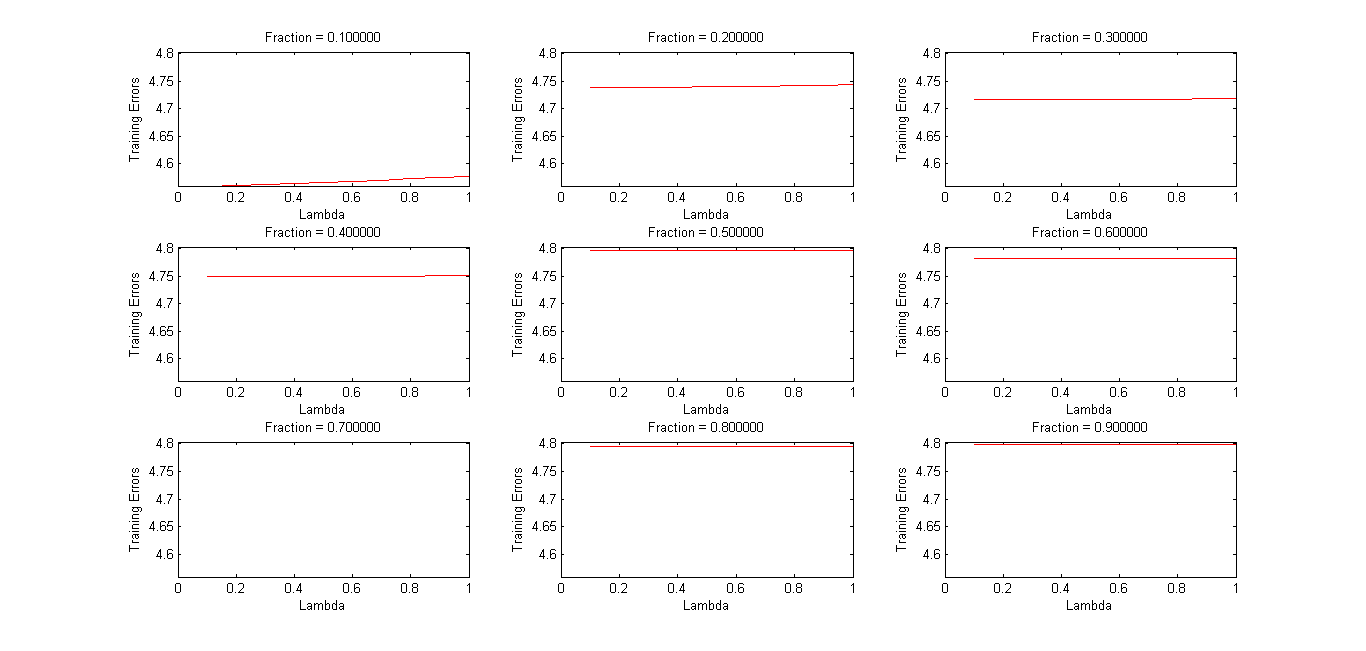 Fraction = 0.100000
Training Errors
4.8
4.75
4.7
4.65
4.6
0 0.2 0.4 0.6 0.8 1
Lambda
Fraction = 0.200000
Training Errors
4.8
4.75
4.7
4.65
4.6
0 0.2 0.4 0.6 0.8 1
Lambda
Fraction = 0.300000
Training Errors
4.8
4.75
4.7
4.65
4.6
0 0.2 0.4 0.6 0.8 1
Lambda
Fraction = 0.400000
Training Errors
4.8
4.75
4.7
4.65
4.6
0 0.2 0.4 0.6 0.8 1
Lambda
Fraction = 0.500000
Training Errors
4.8
4.75
4.7
4.65
4.6
0 0.2 0.4 0.6 0.8 1
Lambda
Fraction = 0.600000
Training Errors
4.8
4.75
4.7
4.65
4.6
0 0.2 0.4 0.6 0.8 1
Lambda
Fraction = 0.700000
Training Errors
4.8
4.75
4.7
4.65
4.6
0 0.2 0.4 0.6 0.8 1
Lambda
Fraction = 0.800000
Training Errors
4.8
4.75
4.7
4.65
4.6
0 0.2 0.4 0.6 0.8 1
Lambda
Fraction = 0.900000
Training Errors
4.8
4.75
4.7
4.65
4.6
0 0.2 0.4 0.6 0.8 1
Lambda